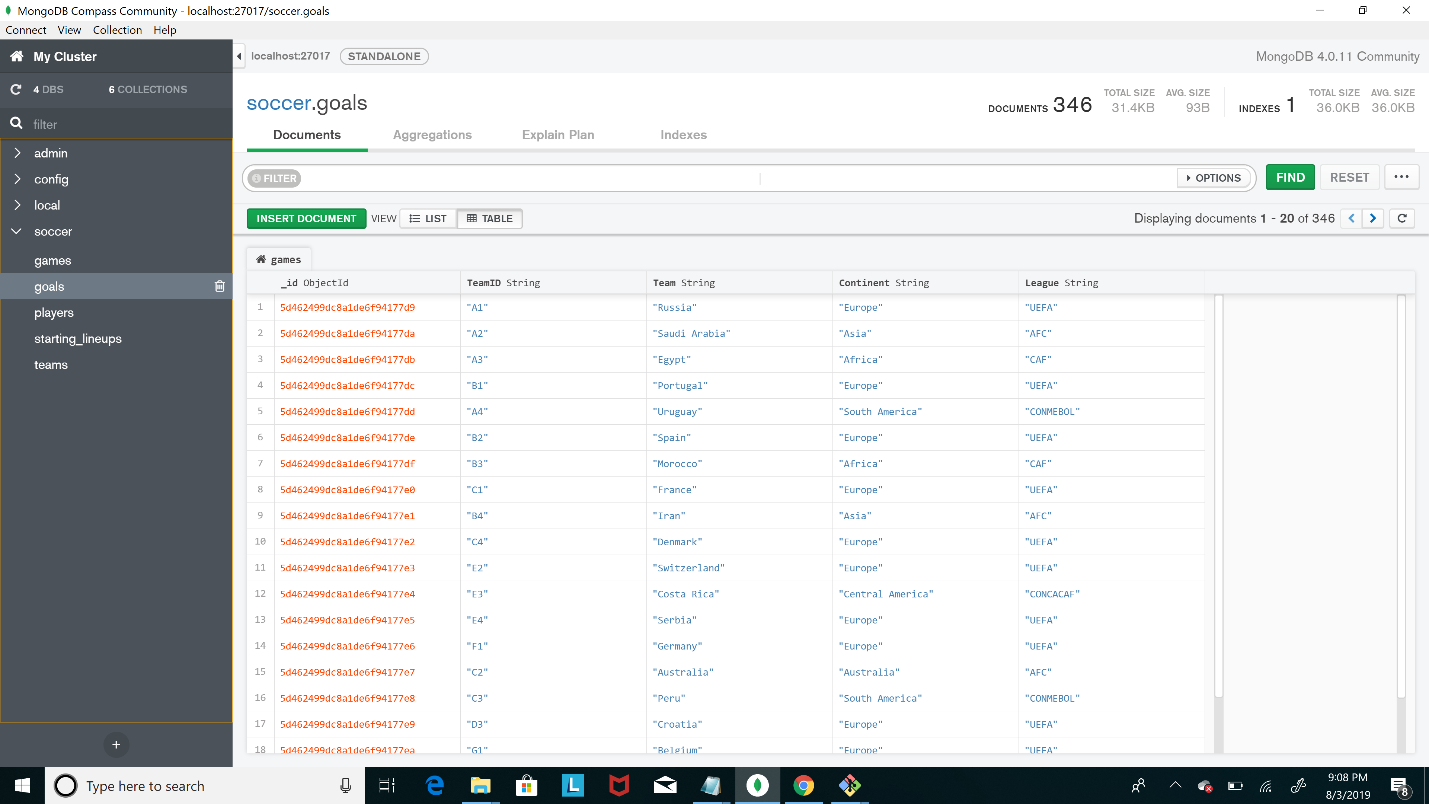 MongoDB Compass Community - localhost:27017/soccer.goals
Connect View Collection Help
My Cluster
localhost:27017 STANDALONE
MongoDB 4.0.11 Community
4 DBS 6 COLLECTIONS
filter
admin
config
local
soccer
games
goals
players
starting_lineups
teams
+
soccer.goals
DOCUMENTS 346 TOTAL SIZE 31.4KB AVG. SIZE 93B INDEXES 1 TOTAL SIZE 36.0KB AVG. SIZE 36.0KB
Documents Aggregations Explain Plan Indexes
FILTER OPTIONS FIND RESET ...
INSERT DOCUMENT VIEW LIST TABLE Displaying documents 1 - 20 of 346
games
_id ObjectId TeamID String Team String Continent String League String
1 5d462499dc8a1de6f94177d9 "A1" "Russia" "Europe" "UEFA"
2 5d462499dc8a1de6f94177da "A2" "Saudi Arabia" "Asia" "AFC"
3 5d462499dc8a1de6f94177db "A3" "Egypt" "Africa" "CAF"
4 5d462499dc8a1de6f94177dc "B1" "Portugal" "Europe" "UEFA"
5 5d462499dc8a1de6f94177dd "A4" "Uruguay" "South America" "CONMEBOL"
6 5d462499dc8a1de6f94177de "B2" "Spain" "Europe" "UEFA"
7 5d462499dc8a1de6f94177df "B3" "Morocco" "Africa" "CAF"
8 5d462499dc8a1de6f94177e0 "C1" "France" "Europe" "UEFA"
9 5d462499dc8a1de6f94177e1 "B4" "Iran" "Asia" "AFC"
10 5d462499dc8a1de6f94177e2 "C4" "Denmark" "Europe" "UEFA"
11 5d462499dc8a1de6f94177e3 "E2" "Switzerland" "Europe" "UEFA"
12 5d462499dc8a1de6f94177e4 "E3" "Costa Rica" "Central America" "CONCACAF"
13 5d462499dc8a1de6f94177e5 "E4" "Serbia" "Europe" "UEFA"
14 5d462499dc8a1de6f94177e6 "F1" "Germany" "Europe" "UEFA"
15 5d462499dc8a1de6f94177e7 "C2" "Australia" "Australia" "AFC"
16 5d462499dc8a1de6f94177e8 "C3" "Peru" "South America" "CONMEBOL"
17 5d462499dc8a1de6f94177e9 "D3" "Croatia" "Europe" "UEFA"
18 5d462499dc8a1de6f94177ea "G1" "Belgium" "Europe" "UEFA"
Type here to search
L
9:08 PM
8/3/2019
8